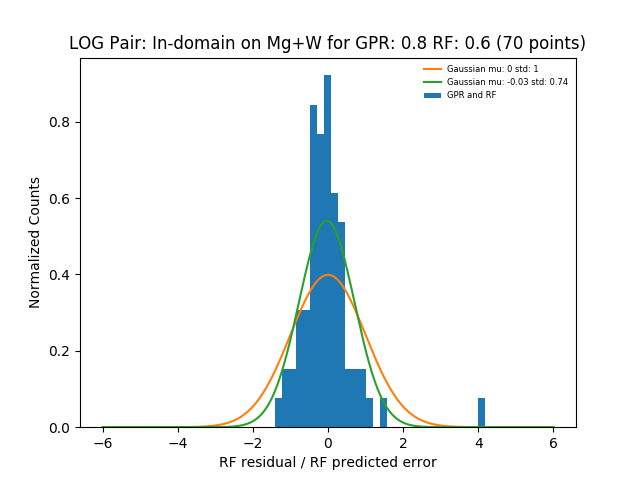 LOG Pair: In-domain on Mg+W for GPR: 0.8 RF: 0.6 (70 points)
Gaussian mu: 0 std: 1
Gaussian mu: -0.03 std: 0.74
GPR and RF
Normalized Counts
0.8
0.6
0.4
0.2
0.0
−6 −4 −2 0 2 4 6
RF residual / RF predicted error